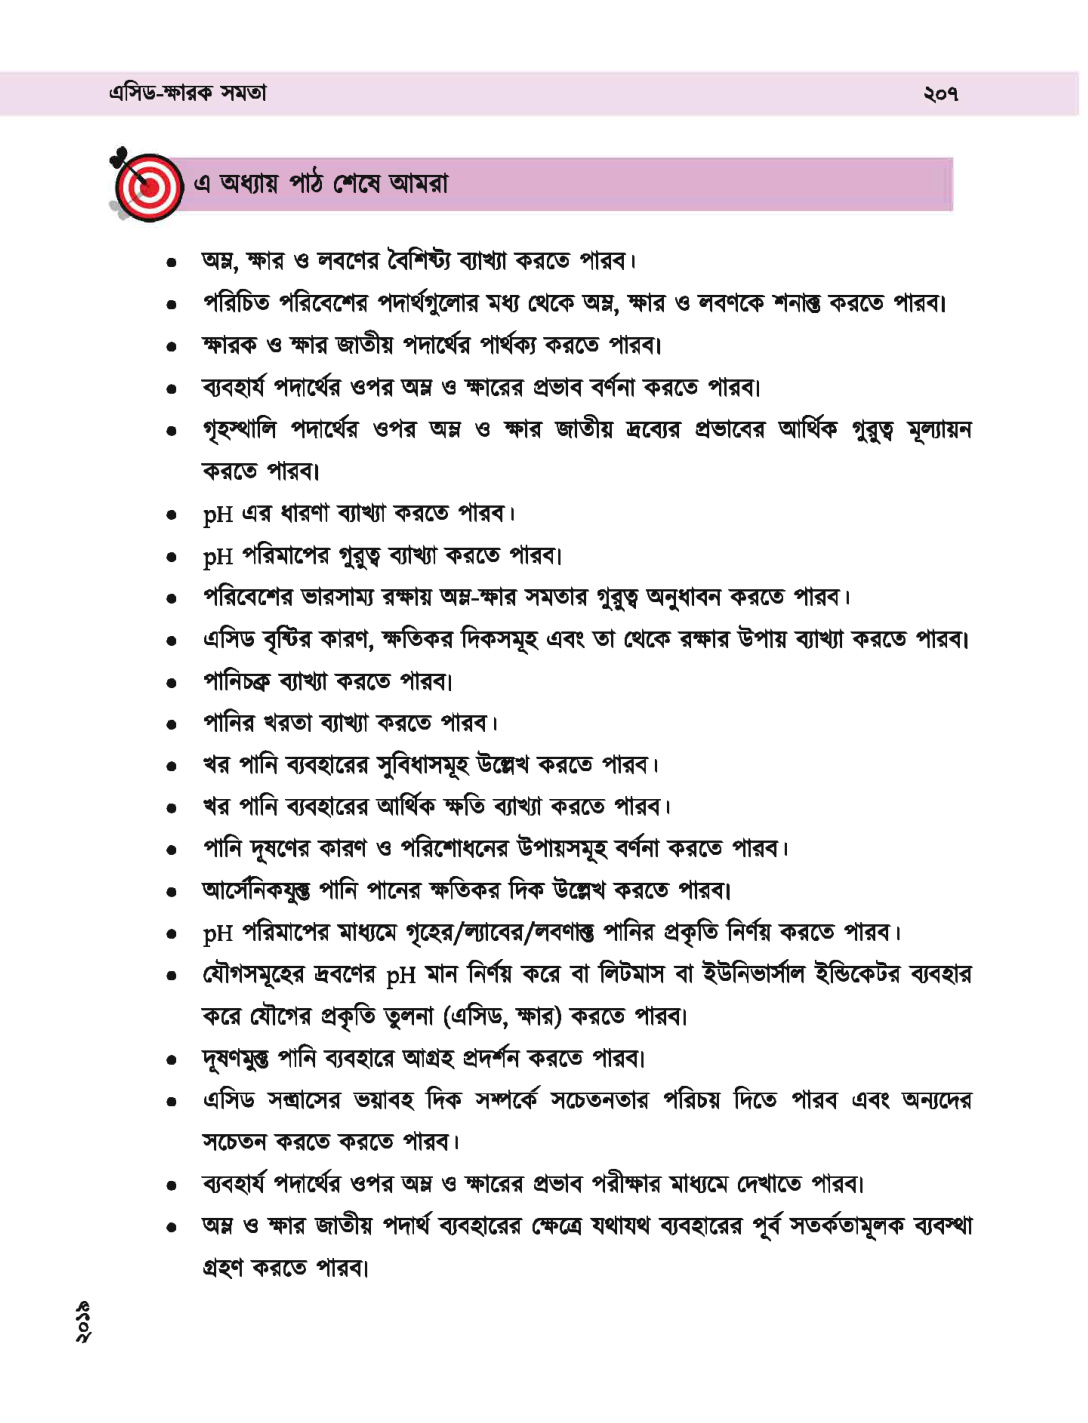 এসিড-ক্ষারক সমতা ২০৭
এ অধ্যায় পাঠ শেষে আমরা
● অম্ল, ক্ষার ও লবণের বৈশিষ্ট্য ব্যাখ্যা করতে পারব।
● পরিচিত পরিবেশের পদার্থগুলোর মধ্য থেকে অম্ল, ক্ষার ও লবণকে শনাক্ত করতে পারব।
● ক্ষারক ও ক্ষার জাতীয় পদার্থের পার্থক্য করতে পারব।
● ব্যবহার্য পদার্থের ওপর অম্ল ও ক্ষারের প্রভাব বর্ণনা করতে পারব।
● গৃহস্থালি পদার্থের ওপর অম্ল ও ক্ষার জাতীয় দ্রব্যের প্রভাবের আর্থিক গুরুত্ব মূল্যায়ন
করতে পারব।
● pH এর ধারণা ব্যাখ্যা করতে পারব।
● pH পরিমাপের গুরুত্ব ব্যাখ্যা করতে পারব।
● পরিবেশের ভারসাম্য রক্ষায় অম্ল-ক্ষার সমতার গুরুত্ব অনুধাবন করতে পারব।
● এসিড বৃষ্টির কারণ, ক্ষতিকর দিকসমূহ এবং তা থেকে রক্ষার উপায় ব্যাখ্যা করতে পারব।
● পানিচক্র ব্যাখ্যা করতে পারব।
● পানির খরতা ব্যাখ্যা করতে পারব।
● খর পানি ব্যবহারের সুবিধাসমূহ উল্লেখ করতে পারব।
● খর পানি ব্যবহারের আর্থিক ক্ষতি ব্যাখ্যা করতে পারব।
● পানি দূষণের কারণ ও পরিশোধনের উপায়সমূহ বর্ণনা করতে পারব।
● আর্সেনিকযুক্ত পানি পানের ক্ষতিকর দিক উল্লেখ করতে পারব।
● pH পরিমাপের মাধ্যমে গৃহের/ল্যাবের/লবণাক্ত পানির প্রকৃতি নির্ণয় করতে পারব।
● যৌগসমূহের দ্রবণের pH মান নির্ণয় করে বা লিটমাস বা ইউনিভার্সাল ইন্ডিকেটর ব্যবহার
করে যৌগের প্রকৃতি তুলনা (এসিড, ক্ষার) করতে পারব।
● দূষণমুক্ত পানি ব্যবহারে আগ্রহ প্রদর্শন করতে পারব।
● এসিড সন্ত্রাসের ভয়াবহ দিক সম্পর্কে সচেতনতার পরিচয় দিতে পারব এবং অন্যদের
সচেতন করতে করতে পারব।
● ব্যবহার্য পদার্থের ওপর অম্ল ও ক্ষারের প্রভাব পরীক্ষার মাধ্যমে দেখাতে পারব।
● অম্ল ও ক্ষার জাতীয় পদার্থ ব্যবহারের ক্ষেত্রে যথাযথ ব্যবহারের পূর্ব সতর্কতামূলক ব্যবস্থা
গ্রহণ করতে পারব।
২০১৯